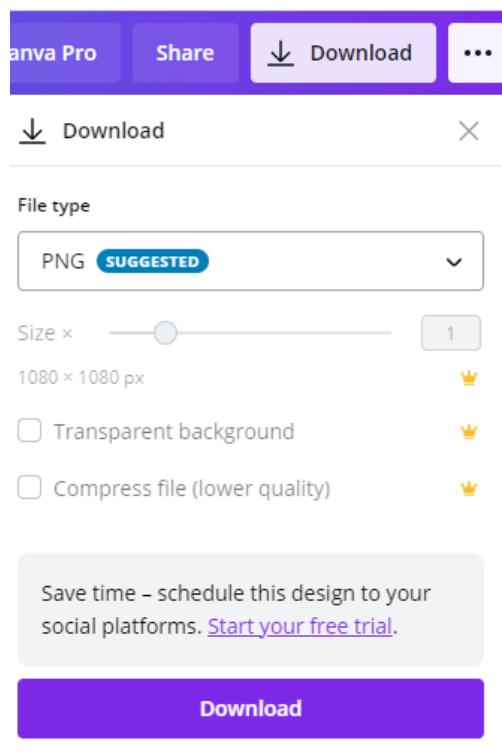 anva Pro
Share
Download
Download
File type
PNG SUGGESTED
Size ×
1
1080 × 1080 px
Transparent background
Compress file (lower quality)
Save time – schedule this design to your
social platforms. Start your free trial.
Download